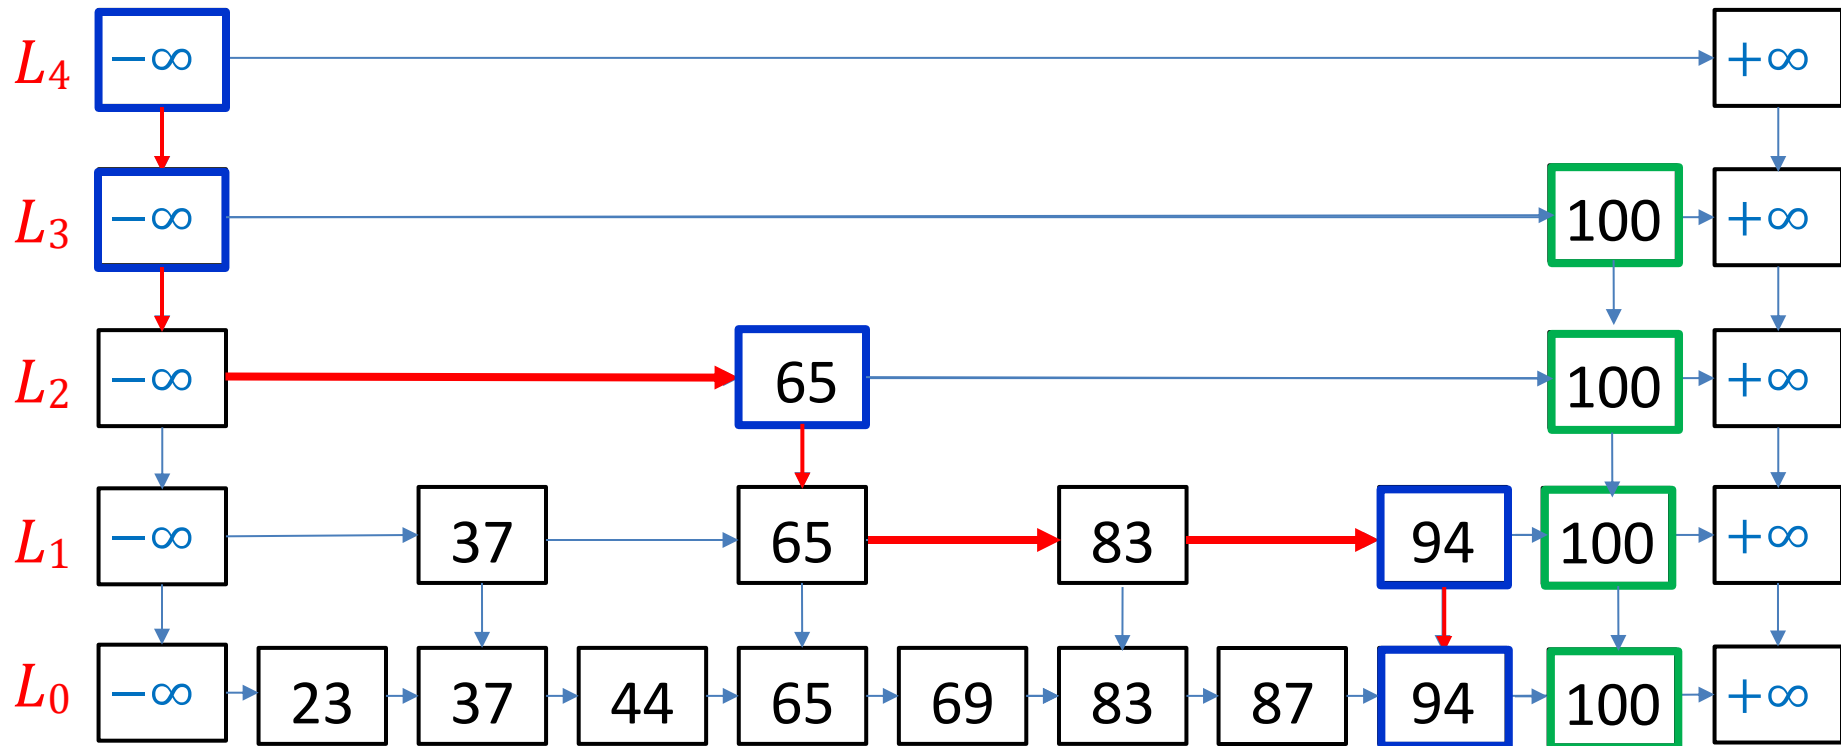 L₄ −∞ +∞
L₃ −∞ 100 +∞
L₂ −∞ 65 100 +∞
L₁ −∞ 37 65 83 94 100 +∞
L₀ −∞ 23 37 44 65 69 83 87 94 100 +∞